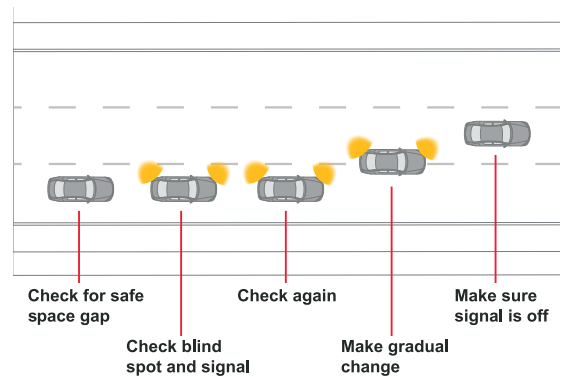 Check for safe
space gap
Check blind
spot and signal
Check again
Make gradual
change
Make sure
signal is off